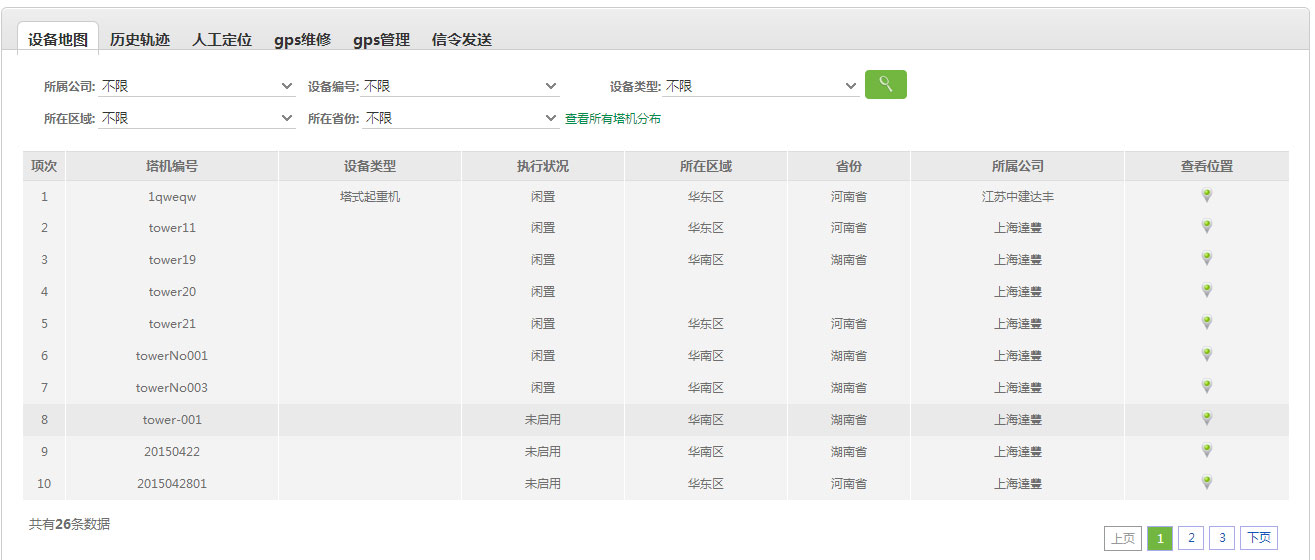 设备地图 历史轨迹 人工定位 gps维修 gps管理 信令发送
所属公司: 不限 设备编号: 不限 设备类型: 不限
所在区域: 不限 所在省份: 不限 查看所有塔机分布
项次 塔机编号 设备类型 执行状况 所在区域 省份 所属公司 查看位置
1 1qweqw 塔式起重机 闲置 华东区 河南省 江苏中建达丰
2 tower11 闲置 华东区 河南省 上海達豐
3 tower19 闲置 华南区 湖南省 上海達豐
4 tower20 闲置 上海達豐
5 tower21 闲置 华东区 河南省 上海達豐
6 towerNo001 闲置 华南区 湖南省 上海達豐
7 towerNo003 闲置 华南区 湖南省 上海達豐
8 tower-001 未启用 华南区 湖南省 上海達豐
9 20150422 未启用 华南区 湖南省 上海達豐
10 2015042801 未启用 华东区 河南省 上海達豐
共有26条数据
上页 1 2 3 下页